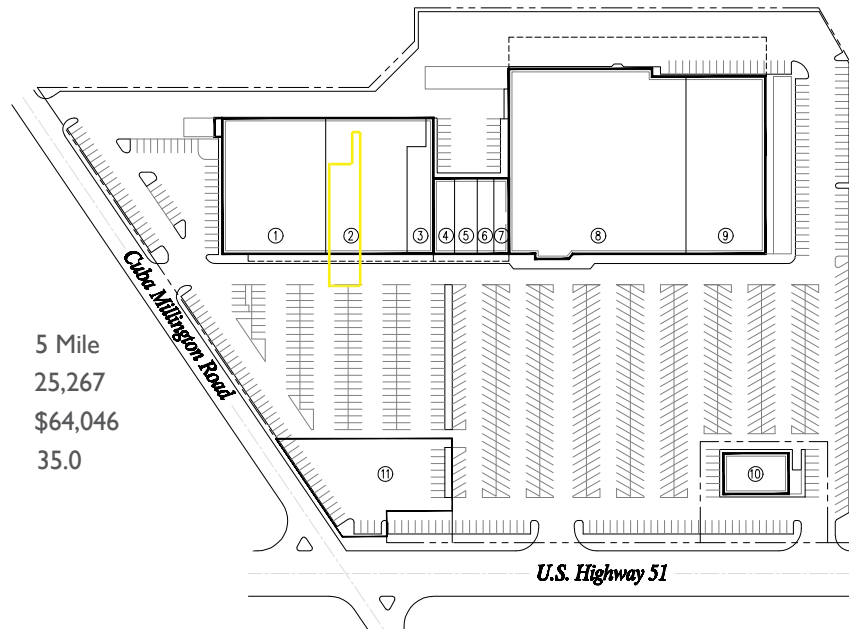 ① ② ③ ④ ⑤ ⑥ ⑦ ⑧ ⑨
Cuba Millington Road
5 Mile
25,267
$64,046
35.0
⑪ ⑩
U.S. Highway 51